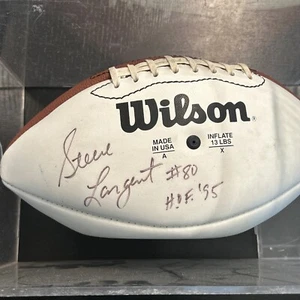 Wilson®
MADE IN USA
A
INFLATE 13 LBS
X
Steve
Largent #80
H.O.F. '95